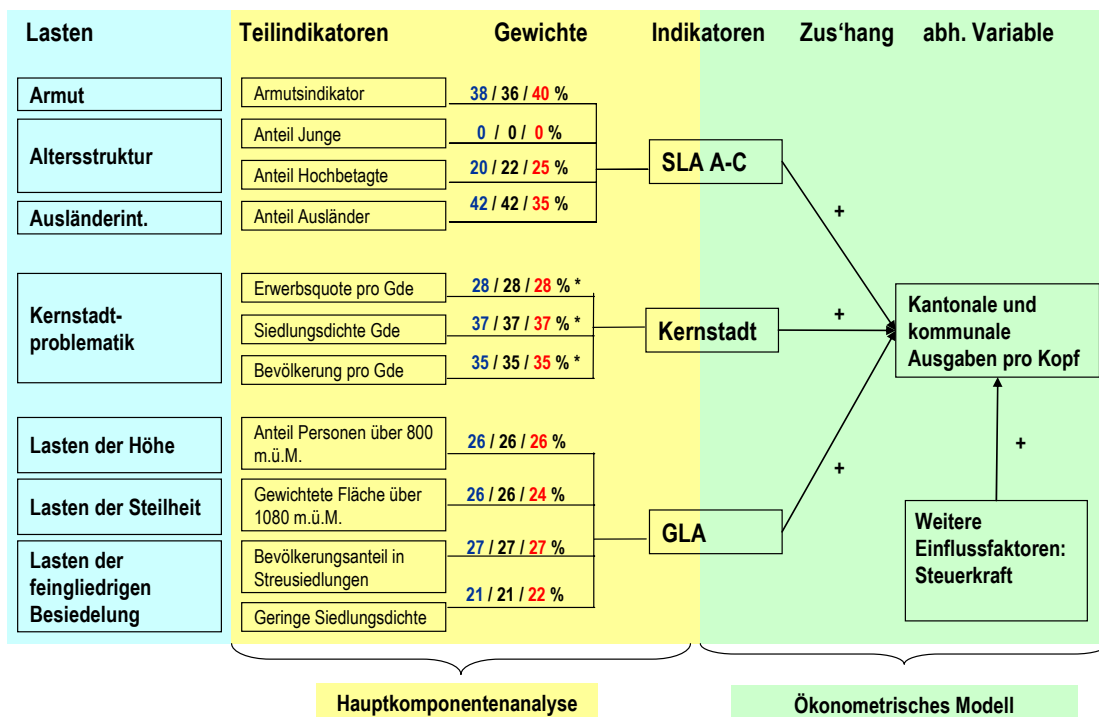 Lasten
Teilindikatoren
Gewichte
Indikatoren
Zus‘hang
abh. Variable
Armut
Altersstruktur
Ausländerint.
Armutsindikator
38 / 36 / 40 %
Anteil Junge
0 / 0 / 0 %
Anteil Hochbetagte
20 / 22 / 25 %
Anteil Ausländer
42 / 42 / 35 %
SLA A-C
+
Kernstadt-
problematik
Erwerbsquote pro Gde
28 / 28 / 28 % *
Siedlungsdichte Gde
37 / 37 / 37 % *
Bevölkerung pro Gde
35 / 35 / 35 % *
Kernstadt
+
Kantonale und
kommunale
Ausgaben pro Kopf
Lasten der Höhe
Lasten der Steilheit
Lasten der
feingliedrigen
Besiedelung
Anteil Personen über 800
m.ü.M.
26 / 26 / 26 %
Gewichtete Fläche über
1080 m.ü.M.
26 / 26 / 24 %
Bevölkerungsanteil in
Streusiedlungen
27 / 27 / 27 %
Geringe Siedlungsdichte
21 / 21 / 22 %
GLA
+
+
Weitere
Einflussfaktoren:
Steuerkraft
Hauptkomponentenanalyse
Ökonometrisches Modell